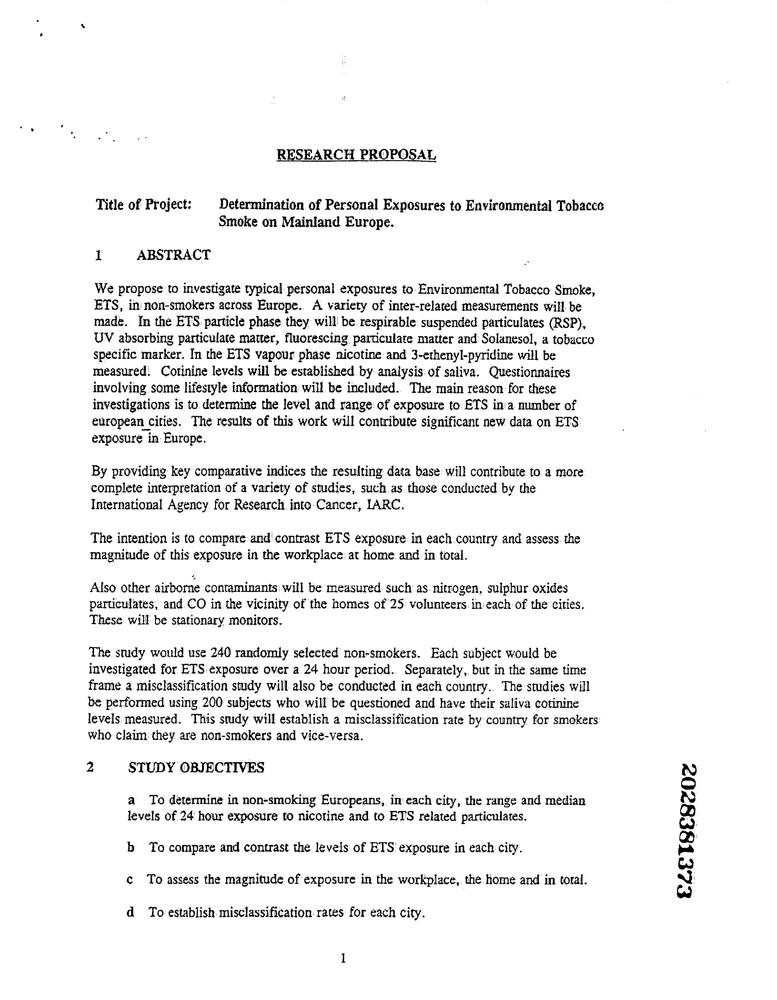 RESEARCH PROPOSAL
Title of Project: Determination of Personal Exposures to Environmental Tobacco
Smoke on Mainland Europe.
1 ABSTRACT
We propose to investigate typical personal exposures to Environmental Tobacco Smoke,
ETS, in non-smokers across Europe. A variety of inter-related measurements will be
made. In the ETS particle phase they will be respirable suspended particulates (RSP),
UV absorbing particulate matter, fluorescing particulate matter and Solanesol, a tobacco
specific marker. In the ETS vapour phase nicotine and 3-ethenyl-pyridine will be
measured. Cotinine levels will be established by analysis of saliva. Questionnaires
involving some lifestyle information will be included. The main reason for these
investigations is to determine the level and range of exposure to ETS in a number of
european cities. The results of this work will contribute significant new data on ETS
exposure in Europe.
By providing key comparative indices the resulting data base will contribute to a more
complete interpretation of a variety of studies, such as those conducted by the
International Agency for Research into Cancer, IARC.
The intention is to compare and contrast ETS exposure in each country and assess the
magnitude of this exposure in the workplace at home and in total.
Also other airborne contaminants will be measured such as nitrogen, sulphur oxides
particulates, and CO in the vicinity of the homes of 25 volunteers in each of the cities.
These will be stationary monitors.
The study would use 240 randomly selected non-smokers. Each subject would be
investigated for ETS exposure over a 24 hour period. Separately, but in the same time
frame a misclassification study will also be conducted in each country. The studies will
be performed using 200 subjects who will be questioned and have their saliva cotinine
levels measured. This study will establish a misclassification rate by country for smokers
who claim they are non-smokers and vice-versa.
2 STUDY OBJECTIVES
a To determine in non-smoking Europeans, in each city, the range and median
levels of 24 hour exposure to nicotine and to ETS related particulates.
b To compare and contrast the levels of ETS exposure in each city.
c To assess the magnitude of exposure in the workplace, the home and in total.
d To establish misclassification rates for each city.
1
2028381373